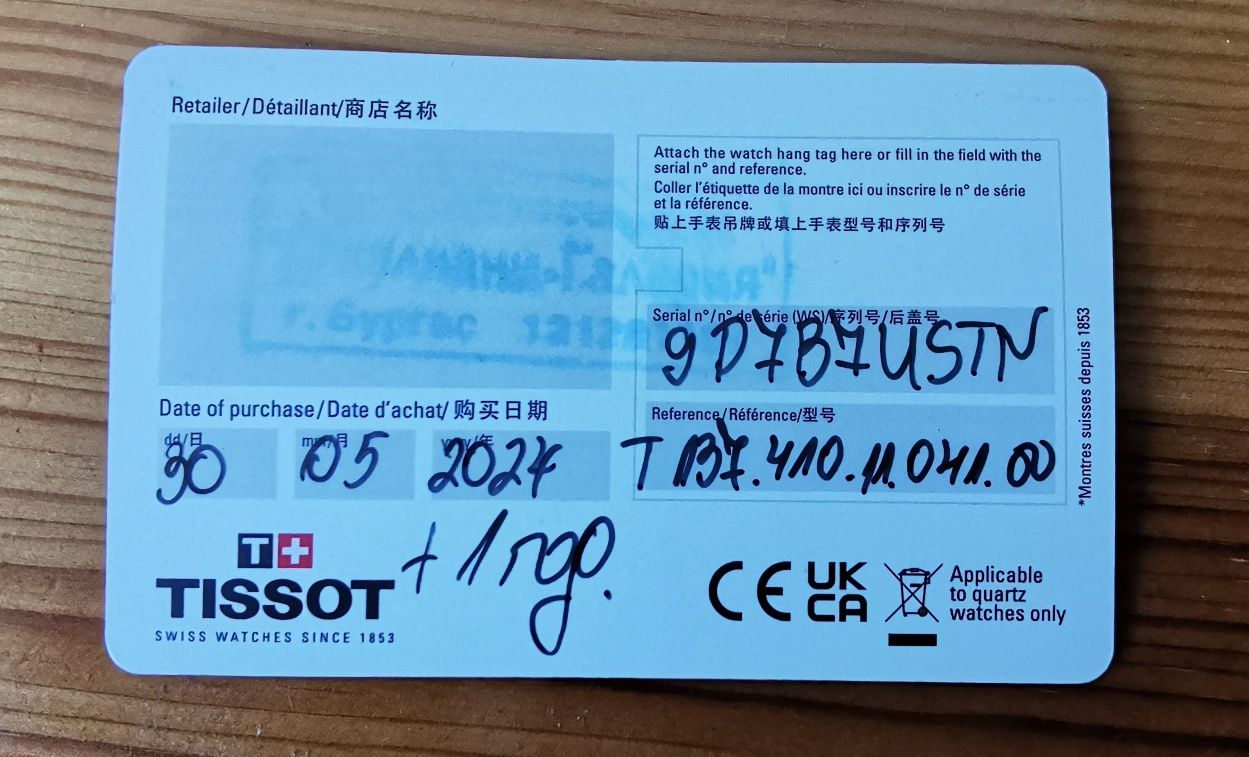 Retailer/Détaillant/商店名称
Attach the watch hang tag here or fill in the field with the
serial n° and reference.
Coller l'étiquette de la montre ici ou inscrire le n° de série
et la référence.
贴上手表吊牌或填上手表型号和序列号
Serial n°/n° de série (WS)/序列号/后盖号
9D7B7USTN
Date of purchase/Date d'achat/购买日期
dd/日 mm/月 yyyy/年
30 05 2024
Reference/Référence/型号
T137.410.11.041.00
*Montres suisses depuis 1853
T+
TISSOT
SWISS WATCHES SINCE 1853
+ 1 год.
CE UK
CA
Applicable
to quartz
watches only